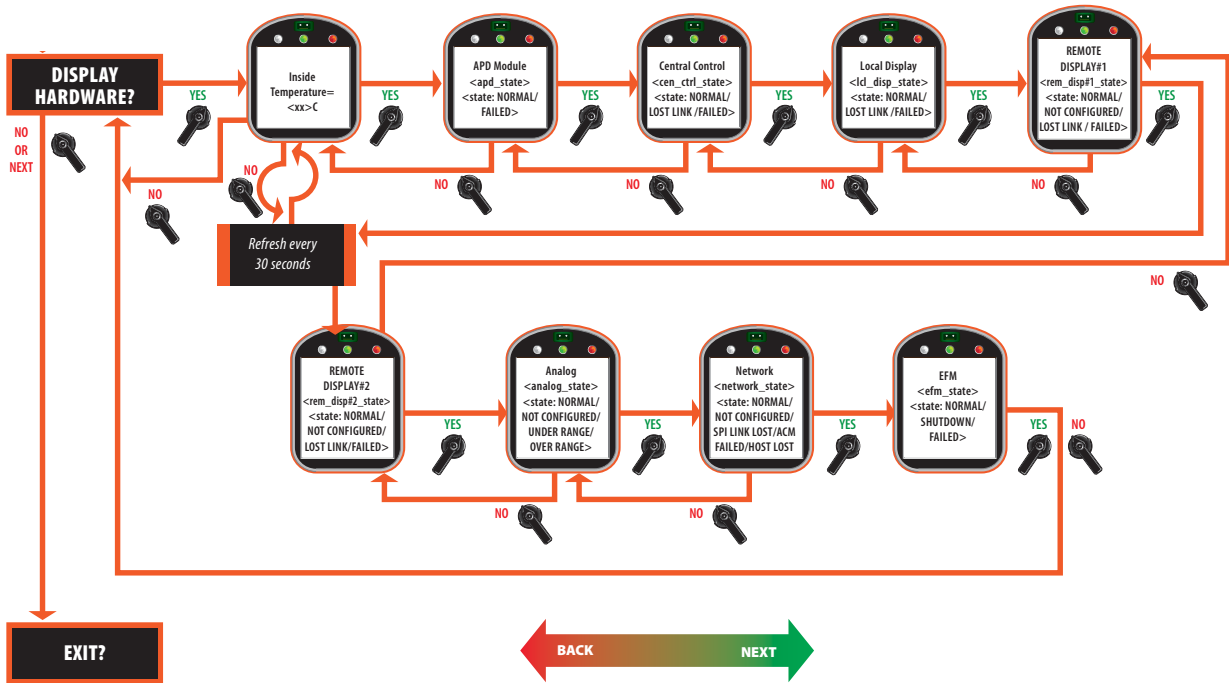 DISPLAY
HARDWARE?
NO
OR
NEXT
YES
Inside
Temperature=
<xx>C
YES
NO
NO
Refresh every
30 seconds
APD Module
<apd_state>
<state: NORMAL/
FAILED>
YES
NO
Central Control
<cen_ctrl_state>
<state: NORMAL/
LOST LINK /FAILED>
YES
NO
Local Display
<lcl_disp_state>
<state: NORMAL/
LOST LINK /FAILED>
YES
NO
REMOTE
DISPLAY#1
<rem_disp#1_state>
<state: NORMAL/
NOT CONFIGURED/
LOST LINK / FAILED>
YES
NO
NO
REMOTE
DISPLAY#2
<rem_disp#2_state>
<state: NORMAL/
NOT CONFIGURED/
LOST LINK/FAILED>
YES
Analog
<analog_state>
<state: NORMAL/
NOT CONFIGURED/
UNDER RANGE/
OVER RANGE>
YES
NO
Network
<network_state>
<state: NORMAL/
NOT CONFIGURED/
SPI LINK LOST/ACM
FAILED/HOST LOST
YES
NO
EFM
<efm_state>
<state: NORMAL/
SHUTDOWN/
FAILED>
YES
NO
EXIT?
BACK
NEXT